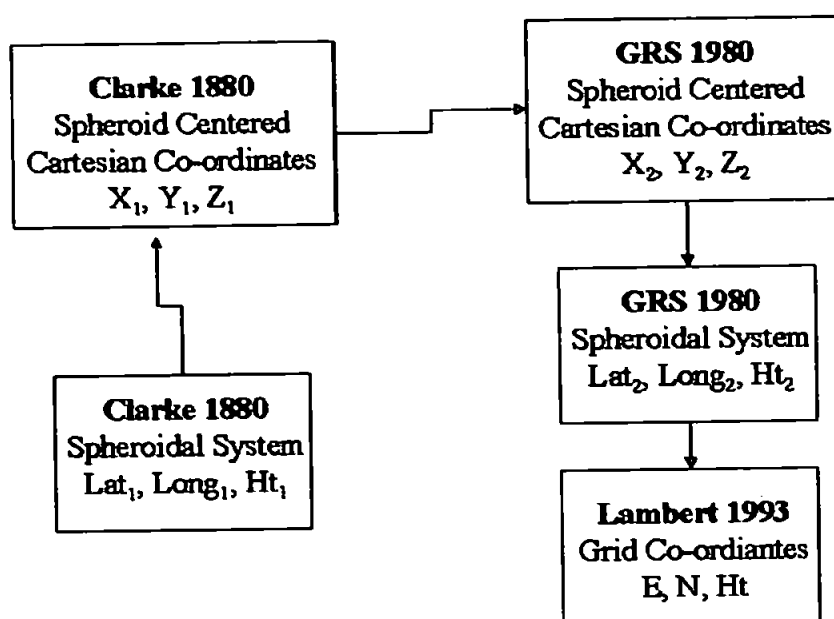 Clarke 1880
Spheroid Centered
Cartesian Co-ordinates
X₁, Y₁, Z₁
GRS 1980
Spheroid Centered
Cartesian Co-ordinates
X₂, Y₂, Z₂
GRS 1980
Spheroidal System
Lat₂, Long₂, Ht₂
Clarke 1880
Spheroidal System
Lat₁, Long₁, Ht₁
Lambert 1993
Grid Co-ordiantes
E, N, Ht